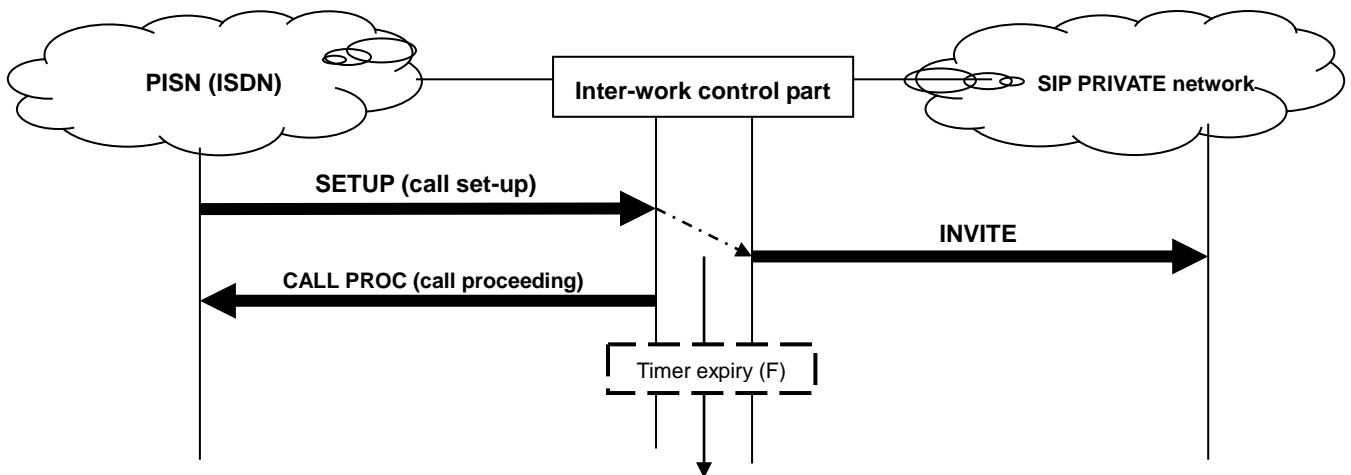 PISN (ISDN)
Inter-work control part
SIP PRIVATE network
SETUP (call set-up)
INVITE
CALL PROC (call proceeding)
Timer expiry (F)